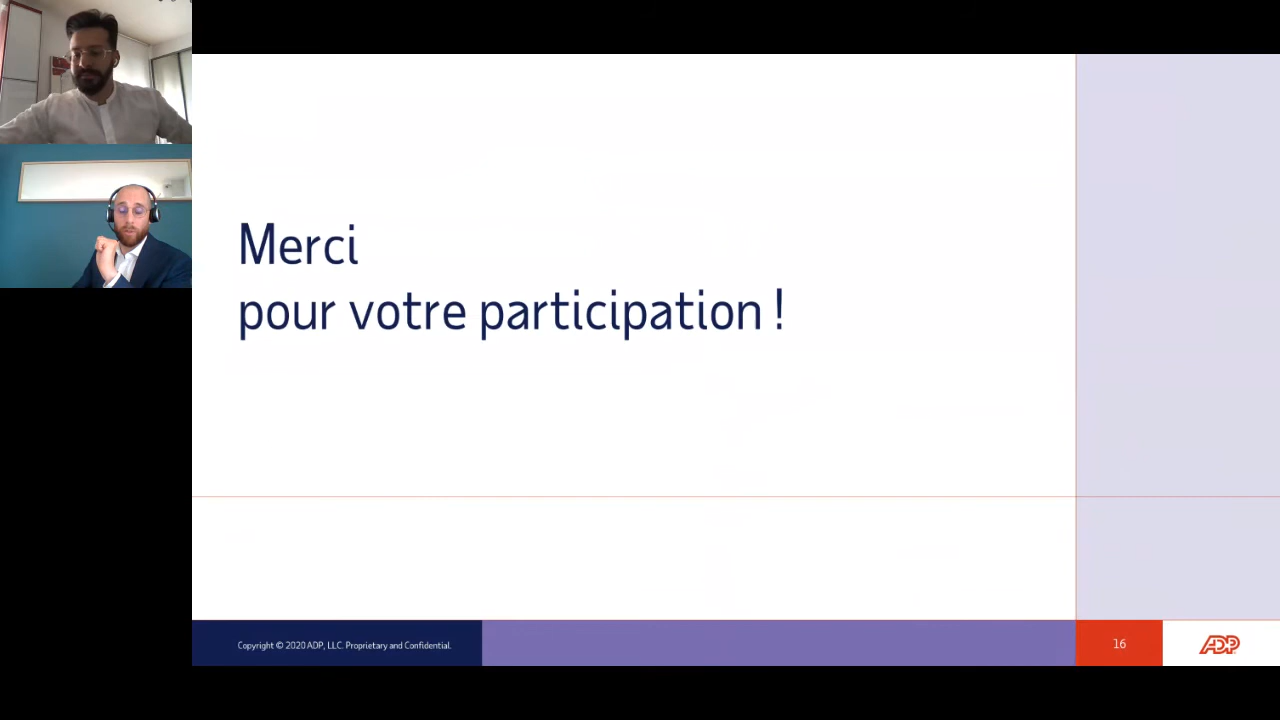 Merci
pour votre participation !
Copyright © 2020 ADP, LLC. Proprietary and Confidential.
16
ADP